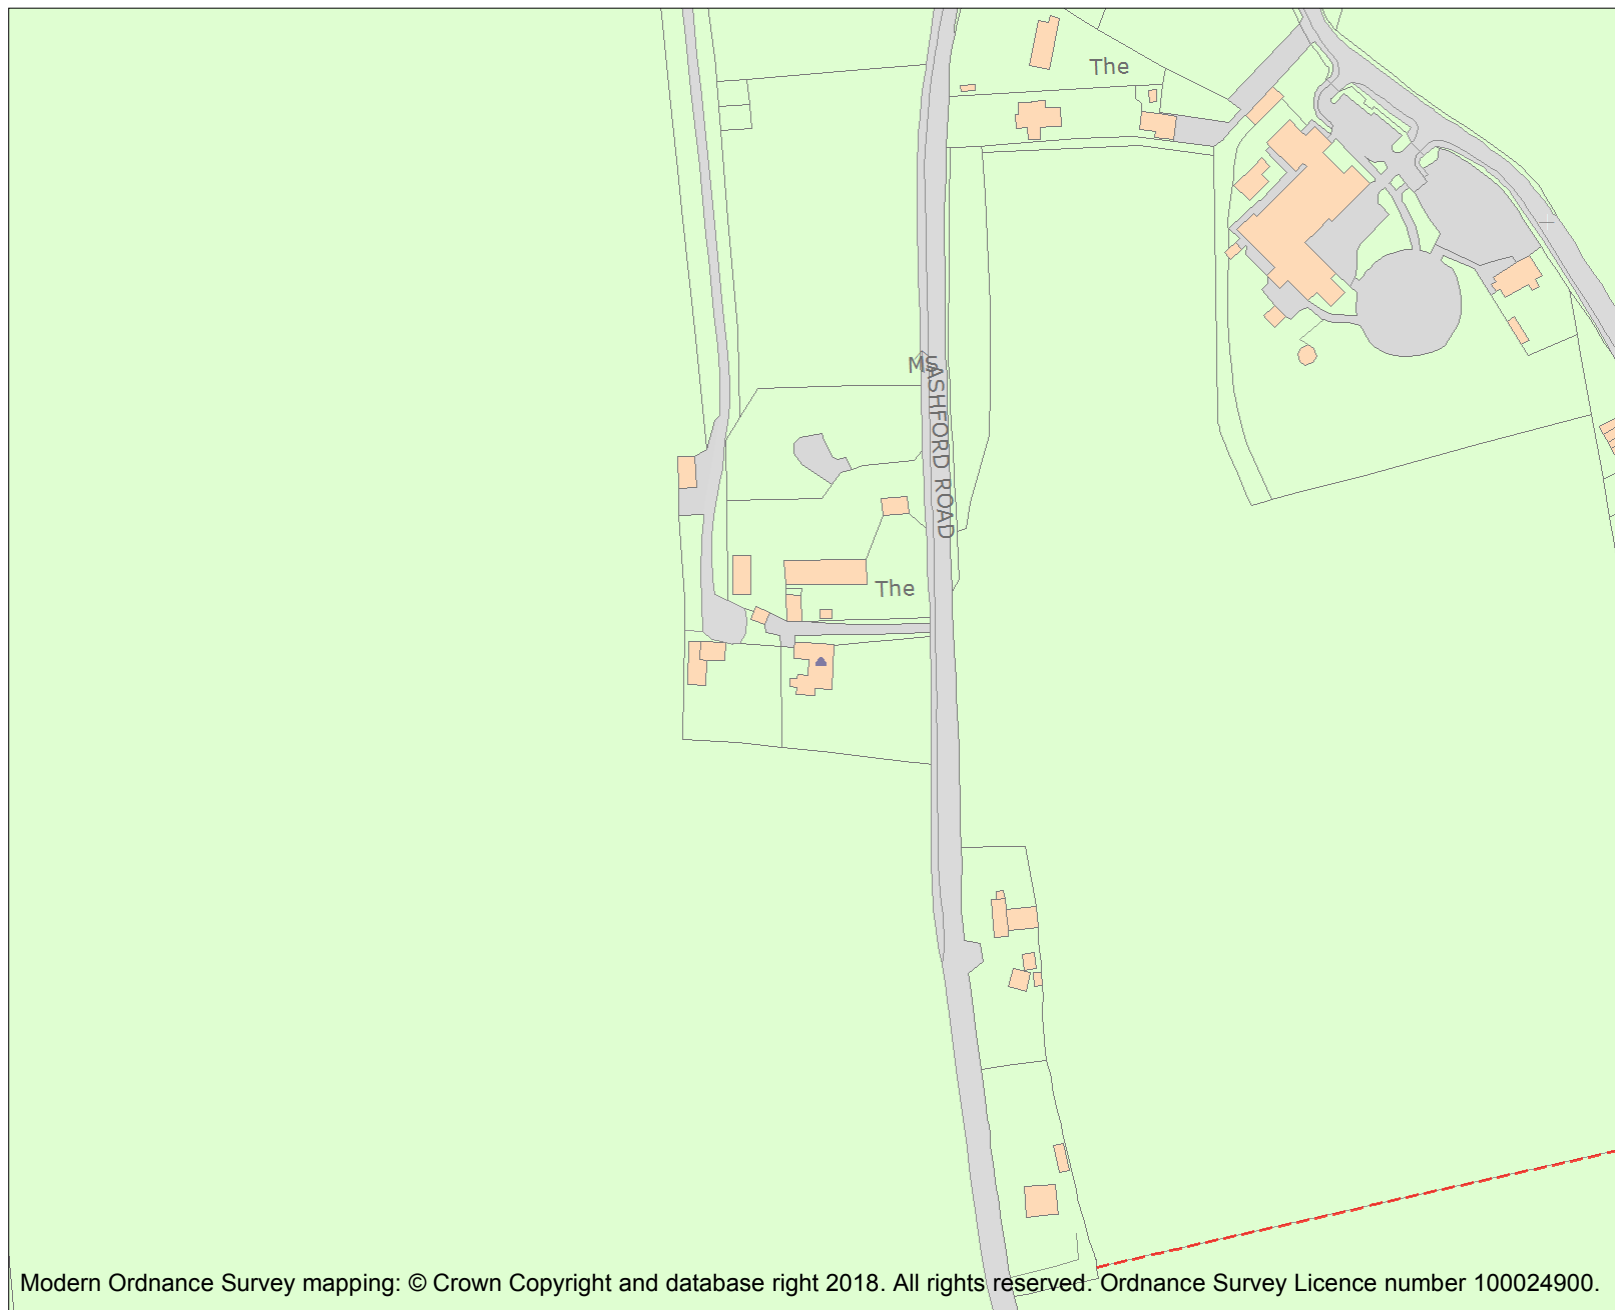 The
MS
ASHFORD ROAD
The
Modern Ordnance Survey mapping: © Crown Copyright and database right 2018. All rights reserved. Ordnance Survey Licence number 100024900.